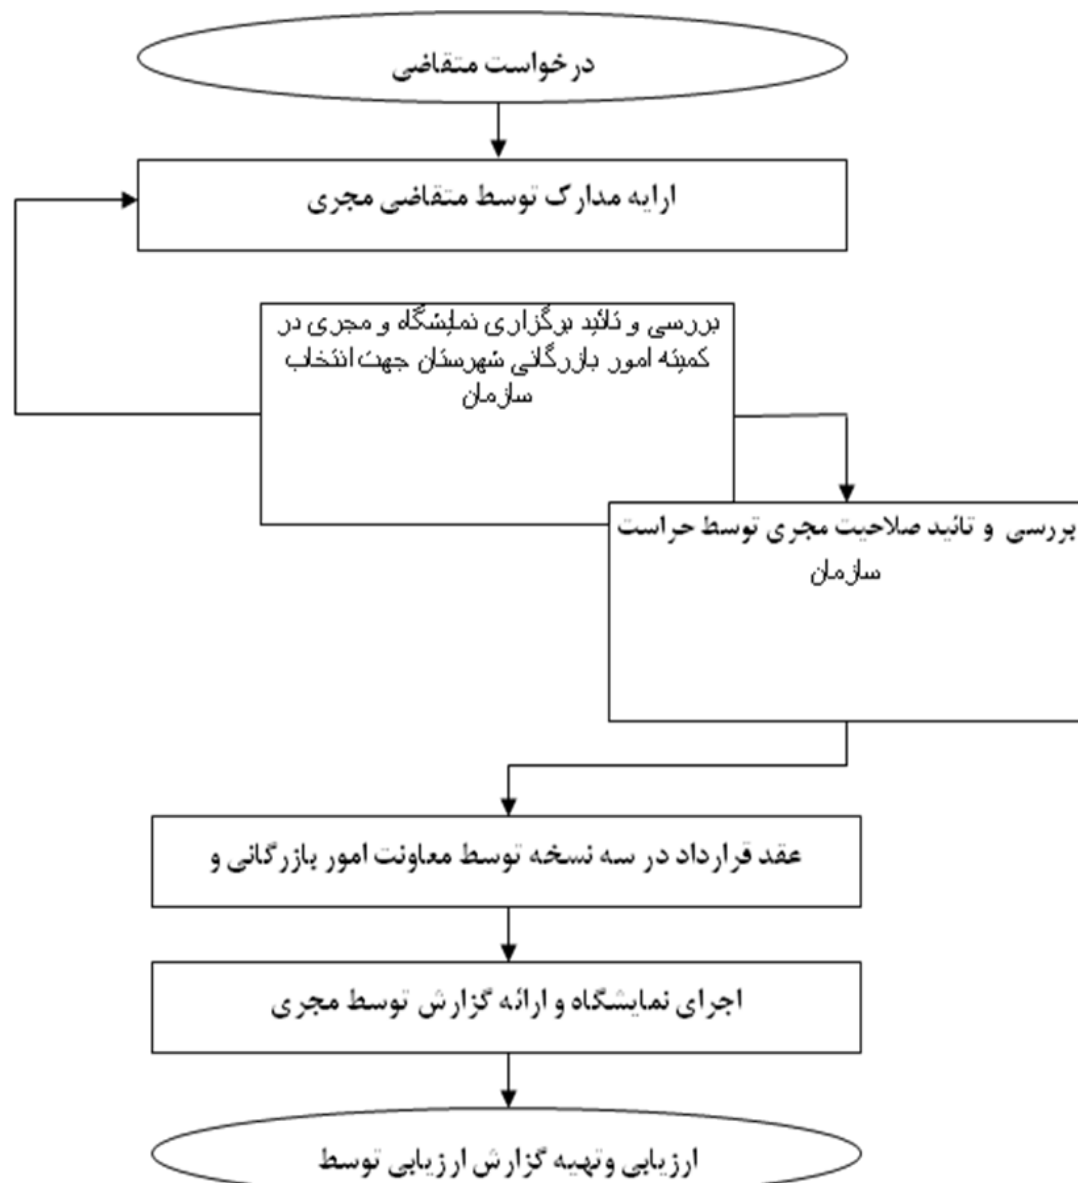 درخواست متقاضی
ارایه مدارک توسط متقاضی مجری
بررسی و تائید برگزاری نمایشگاه و مجری در
کمیته امور بازرگانی شهرستان جهت انتخاب
سازمان
بررسی و تائید صلاحیت مجری توسط حراست
سازمان
عقد قرارداد در سه نسخه توسط معاونت امور بازرگانی و
اجرای نمایشگاه و ارائه گزارش توسط مجری
ارزیابی وتهیه گزارش ارزیابی توسط